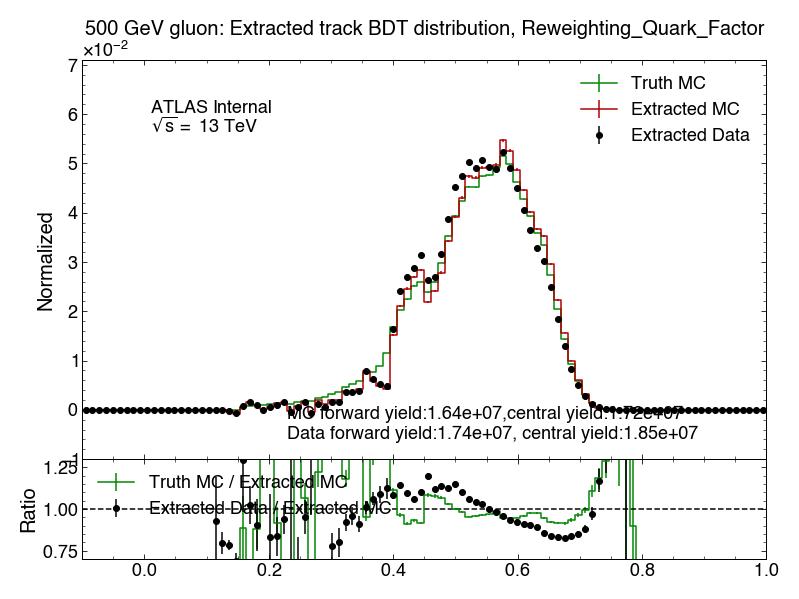 500 GeV gluon: Extracted track BDT distribution, Reweighting_Quark_Factor
×10⁻²
7
6
5
4
3
2
1
0
1
Normalized
ATLAS Internal
√s = 13 TeV
Truth MC
Extracted MC
Extracted Data
MC forward yield:1.64e+07,central yield:1.72e+07
Data forward yield:1.74e+07, central yield:1.85e+07
1.25
1.00
0.75
Ratio
Truth MC / Extracted MC
Extracted Data / Extracted MC
0.0 0.2 0.4 0.6 0.8 1.0